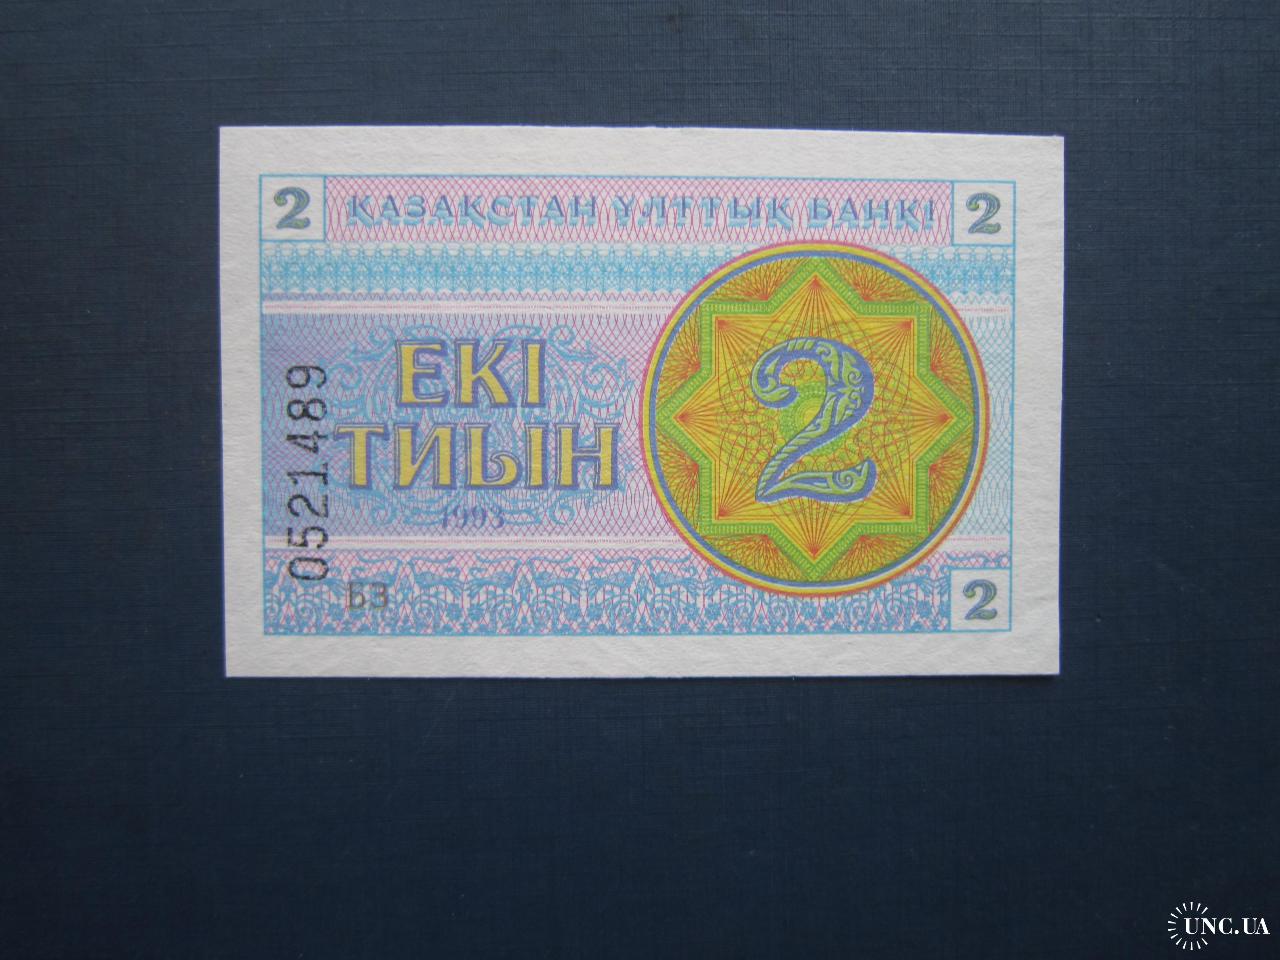 2 ҚАЗАҚСТАН ҰЛТТЫҚ БАНКІ 2
ЕКІ
ТИЫН
1993
2
0521489
БЗ
2
UNC.UA